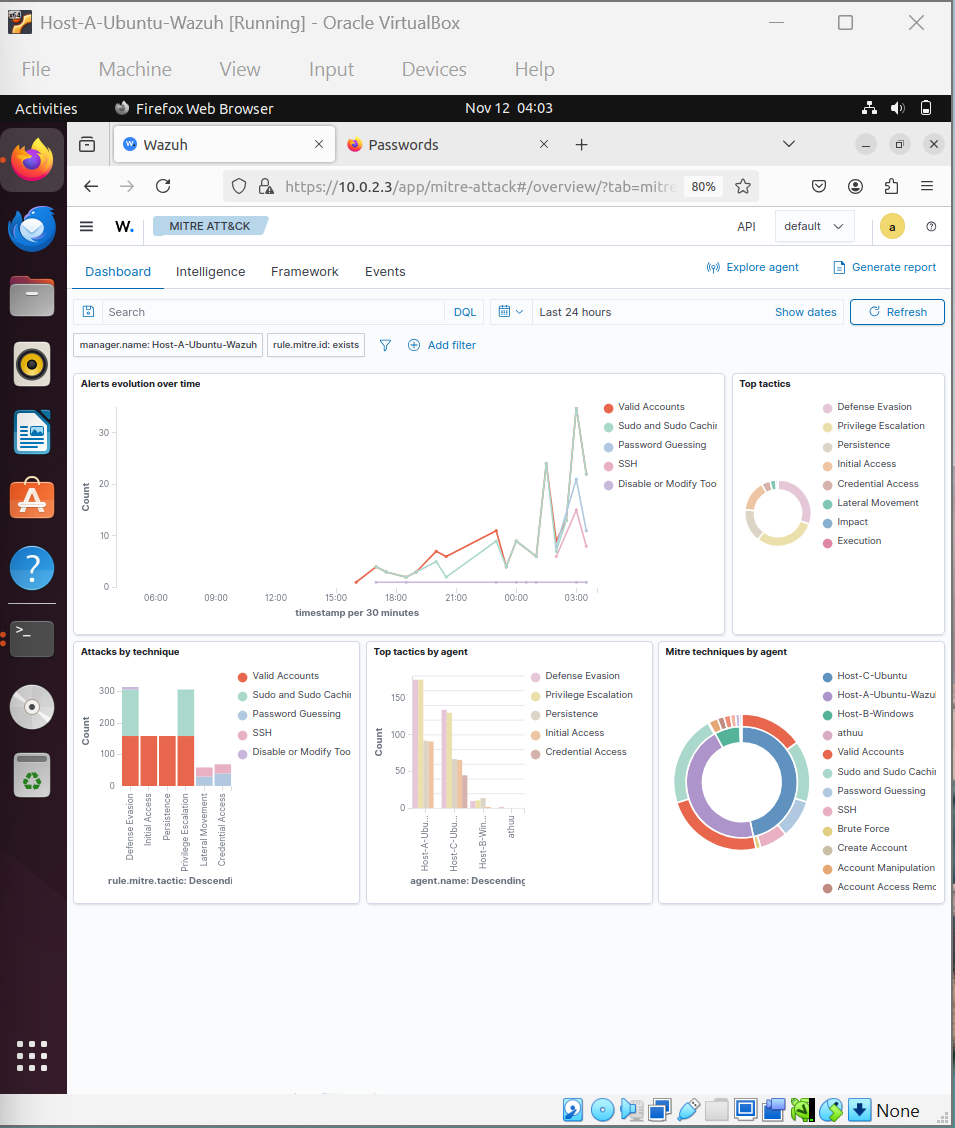 Host-A-Ubuntu-Wazuh [Running] - Oracle VirtualBox
File Machine View Input Devices Help
Activities Firefox Web Browser Nov 12 04:03
Wazuh Passwords
https://10.0.2.3/app/mitre-attack#/overview/?tab=mitre 80%
W. MITRE ATT&CK API default a
Dashboard Intelligence Framework Events Explore agent Generate report
Search DQL Last 24 hours Show dates Refresh
manager.name: Host-A-Ubuntu-Wazuh rule.mitre.id: exists Add filter
Alerts evolution over time
30
20
10
0
Count
06:00 09:00 12:00 15:00 18:00 21:00 00:00 03:00
timestamp per 30 minutes
Valid Accounts
Sudo and Sudo Cachin
Password Guessing
SSH
Disable or Modify Tool
Top tactics
Defense Evasion
Privilege Escalation
Persistence
Initial Access
Credential Access
Lateral Movement
Impact
Execution
Attacks by technique
300
200
100
0
Count
Defense Evasion
Initial Access
Persistence
Privilege Escalation
Lateral Movement
Credential Access
rule.mitre.tactic: Descendi
Valid Accounts
Sudo and Sudo Cachin
Password Guessing
SSH
Disable or Modify Too
Top tactics by agent
150
100
50
0
Count
Host-A-Ubu...
Host-C-Ubu...
Host-B-Win...
athuu
agent.name: Descending
Defense Evasion
Privilege Escalation
Persistence
Initial Access
Credential Access
Mitre techniques by agent
Host-C-Ubuntu
Host-A-Ubuntu-Wazu
Host-B-Windows
athuu
Valid Accounts
Sudo and Sudo Cachin
Password Guessing
SSH
Brute Force
Create Account
Account Manipulation
Account Access Remo
None